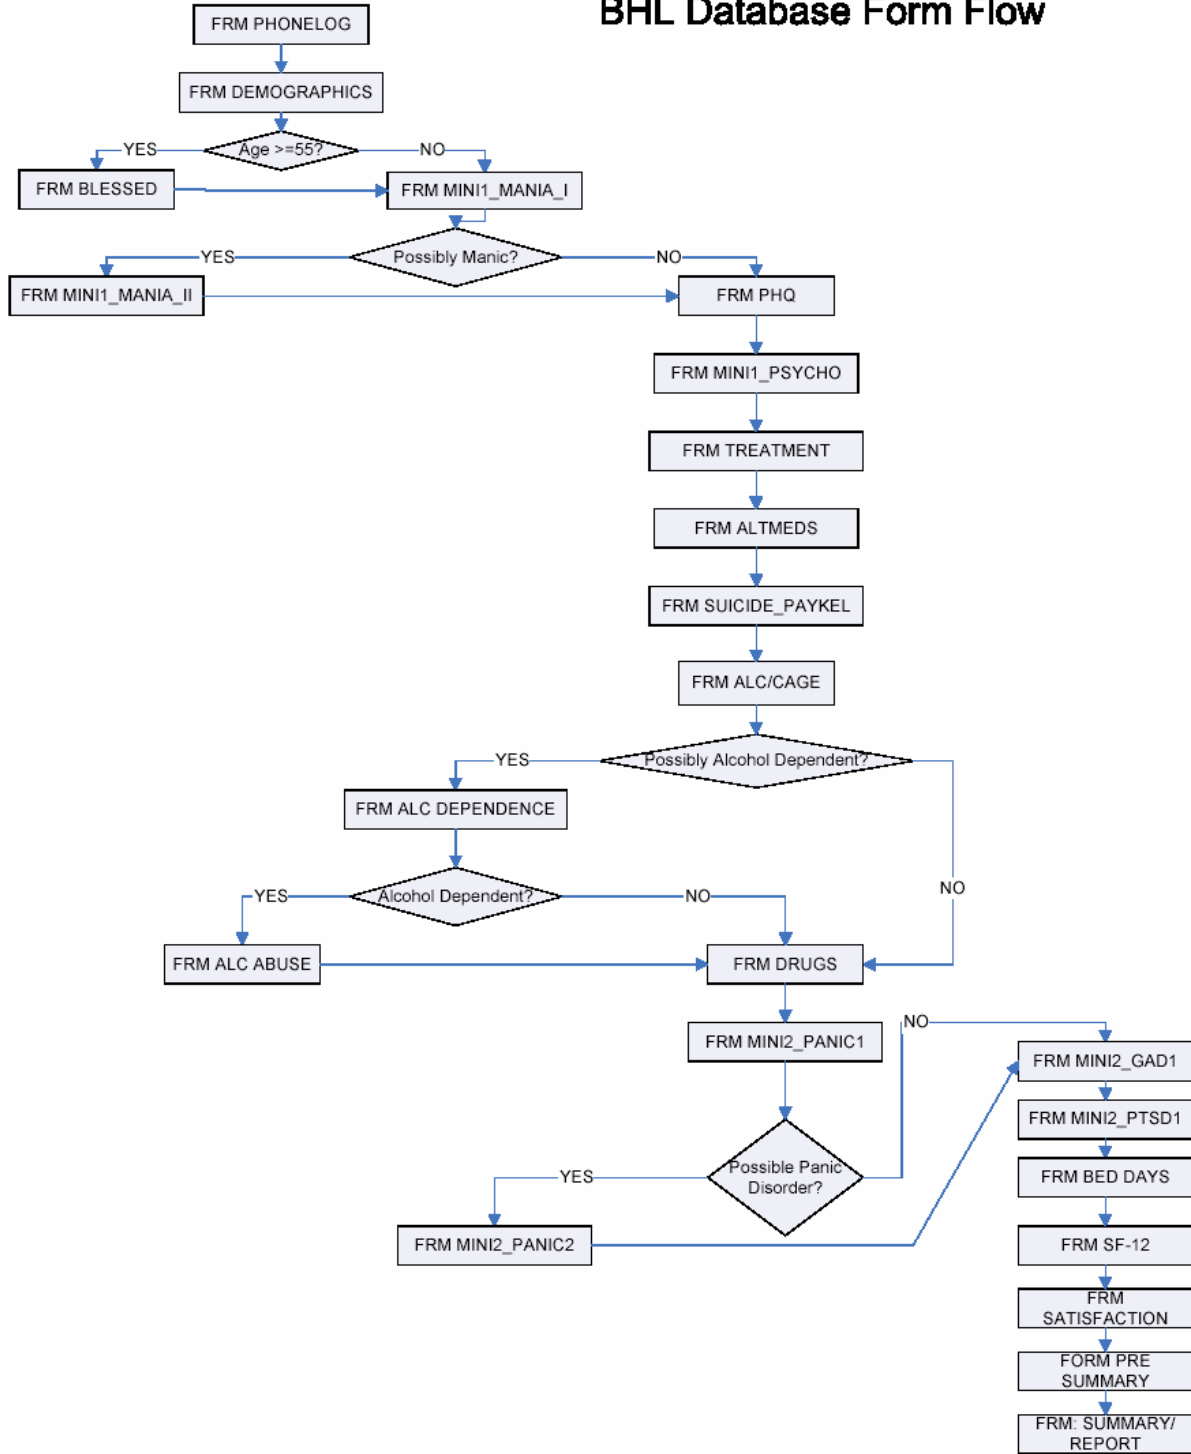 BHL Database Form Flow
FRM PHONELOG
FRM DEMOGRAPHICS
Age >=55?
YES
NO
FRM BLESSED
FRM MINI1_MANIA_I
Possibly Manic?
YES
NO
FRM MINI1_MANIA_II
FRM PHQ
FRM MINI1_PSYCHO
FRM TREATMENT
FRM ALTMEDS
FRM SUICIDE_PAYKEL
FRM ALC/CAGE
Possibly Alcohol Dependent?
YES
NO
FRM ALC DEPENDENCE
Alcohol Dependent?
YES
NO
FRM ALC ABUSE
FRM DRUGS
FRM MINI2_PANIC1
Possible Panic
Disorder?
YES
NO
FRM MINI2_PANIC2
FRM MINI2_GAD1
FRM MINI2_PTSD1
FRM BED DAYS
FRM SF-12
FRM
SATISFACTION
FORM PRE
SUMMARY
FRM: SUMMARY/
REPORT